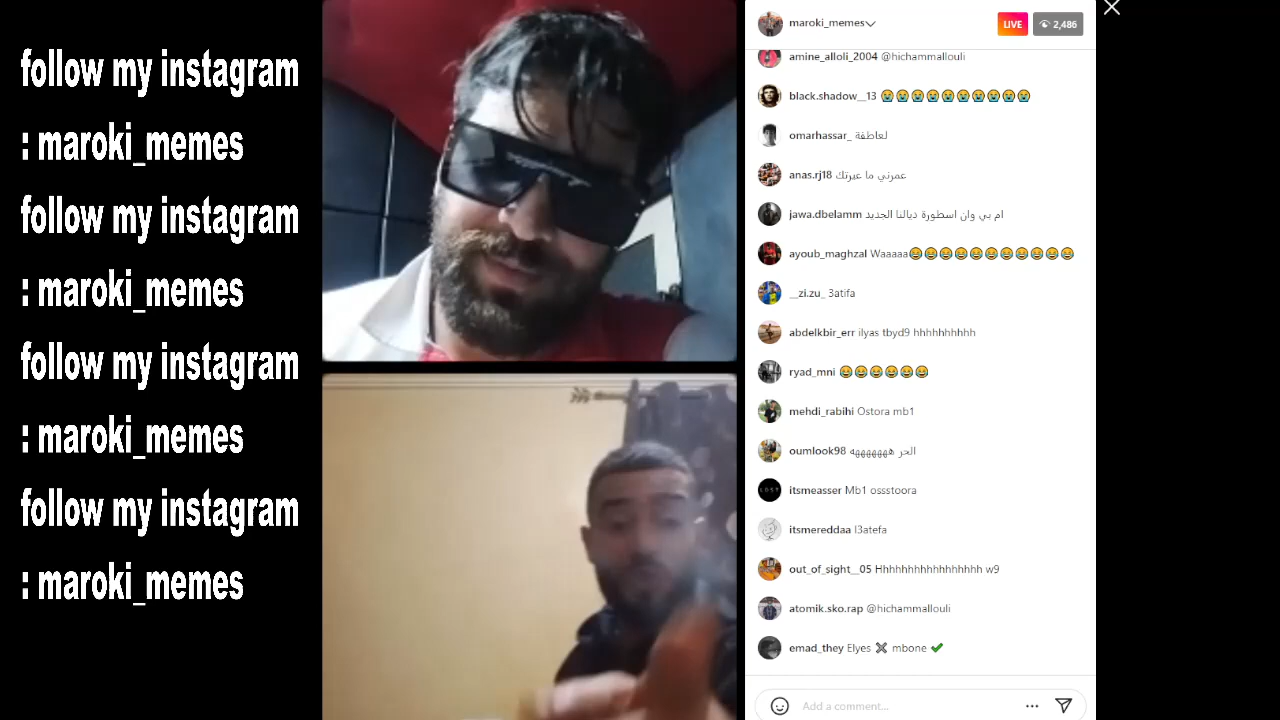 follow my instagram
: maroki_memes
follow my instagram
: maroki_memes
follow my instagram
: maroki_memes
follow my instagram
: maroki_memes
maroki_memes
LIVE
2,486
amine_alloli_2004 @hichammallouli
black.shadow__13 😭😭😭😭😭😭😭😭😭😭
omarhassar_ لعاطفة
anas.rj18 عمرني ما عيرتك
jawa.dbelamm ام بي وان اسطورة ديالنا الجديد
ayoub_maghzal Waaaaa😂😂😂😂😂😂😂😂😂😂😂
__zi.zu_ 3atifa
abdelkbir_err ilyas tbyd9 hhhhhhhhhh
ryad_mni 😂😂😂😂😂😂
mehdi_rabihi Ostora mb1
oumlook98 الحر هههههههه
itsmeasser Mb1 ossstoora
itsmereddaa l3atefa
out_of_sight__05 Hhhhhhhhhhhhhhhh w9
atomik.sko.rap @hichammallouli
emad_they Elyes ✖️ mbone ✔️
Add a comment...